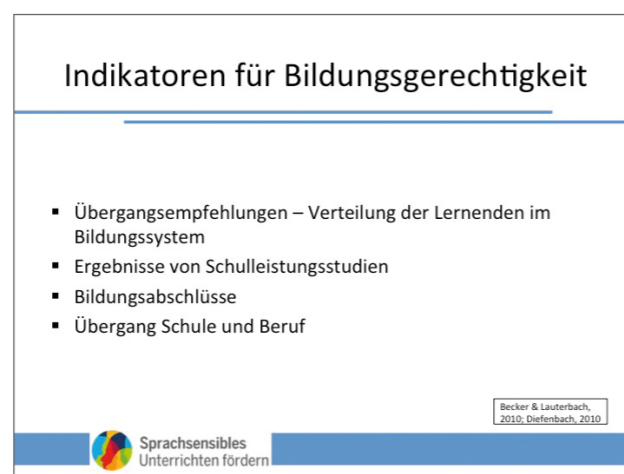 Indikatoren für Bildungsgerechtigkeit
▪ Übergangsempfehlungen – Verteilung der Lernenden im
Bildungssystem
▪ Ergebnisse von Schulleistungsstudien
▪ Bildungsabschlüsse
▪ Übergang Schule und Beruf
Becker & Lauterbach,
2010; Diefenbach, 2010
Sprachsensibles
Unterrichten fördern